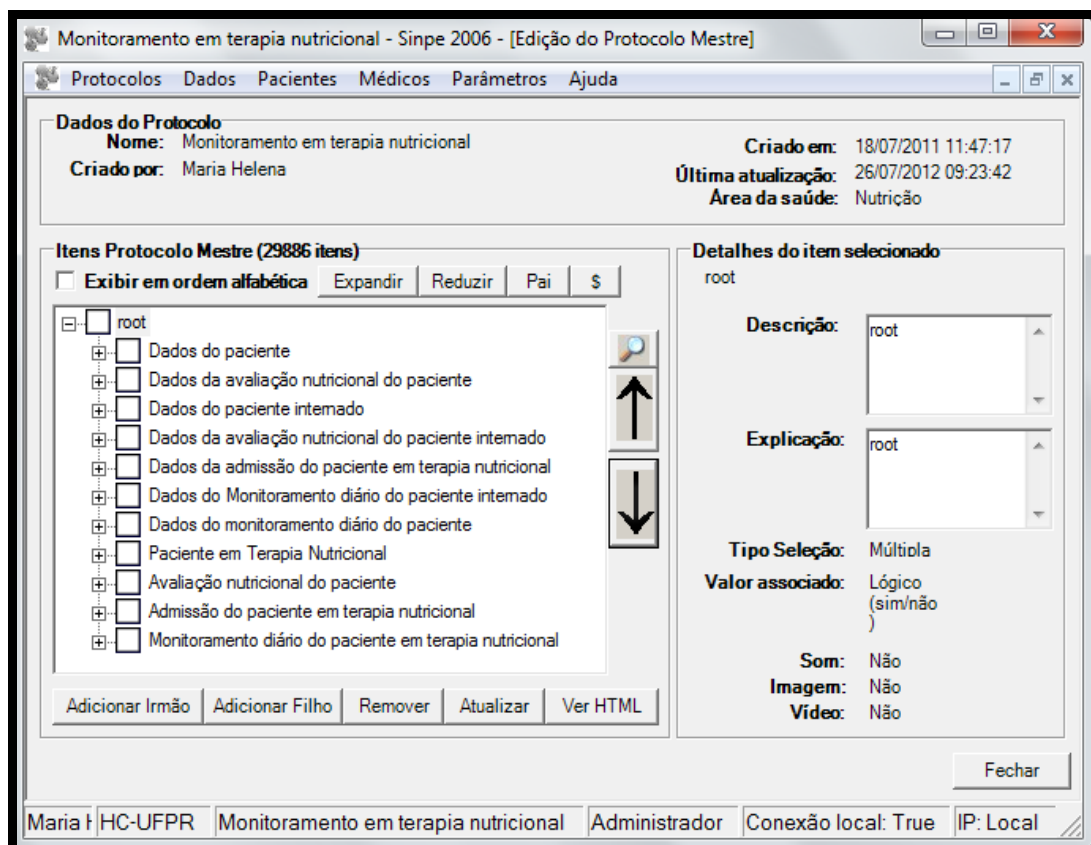 Monitoramento em terapia nutricional - Sinpe 2006 - [Edição do Protocolo Mestre]
Protocolos Dados Pacientes Médicos Parâmetros Ajuda
Dados do Protocolo
Nome: Monitoramento em terapia nutricional
Criado por: Maria Helena
Criado em: 18/07/2011 11:47:17
Última atualização: 26/07/2012 09:23:42
Área da saúde: Nutrição
Itens Protocolo Mestre (29886 itens)
Exibir em ordem alfabética Expandir Reduzir Pai $
root
Dados do paciente
Dados da avaliação nutricional do paciente
Dados do paciente internado
Dados da avaliação nutricional do paciente internado
Dados da admissão do paciente em terapia nutricional
Dados do Monitoramento diário do paciente internado
Dados do monitoramento diário do paciente
Paciente em Terapia Nutricional
Avaliação nutricional do paciente
Admissão do paciente em terapia nutricional
Monitoramento diário do paciente em terapia nutricional
Adicionar Irmão Adicionar Filho Remover Atualizar Ver HTML
Detalhes do item selecionado
root
Descrição: root
Explicação: root
Tipo Seleção: Múltipla
Valor associado: Lógico
(sim/não
)
Som: Não
Imagem: Não
Vídeo: Não
Fechar
Maria HC-UFPR Monitoramento em terapia nutricional Administrador Conexão local: True IP: Local